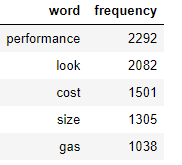 word frequency
performance 2292
look 2082
cost 1501
size 1305
gas 1038